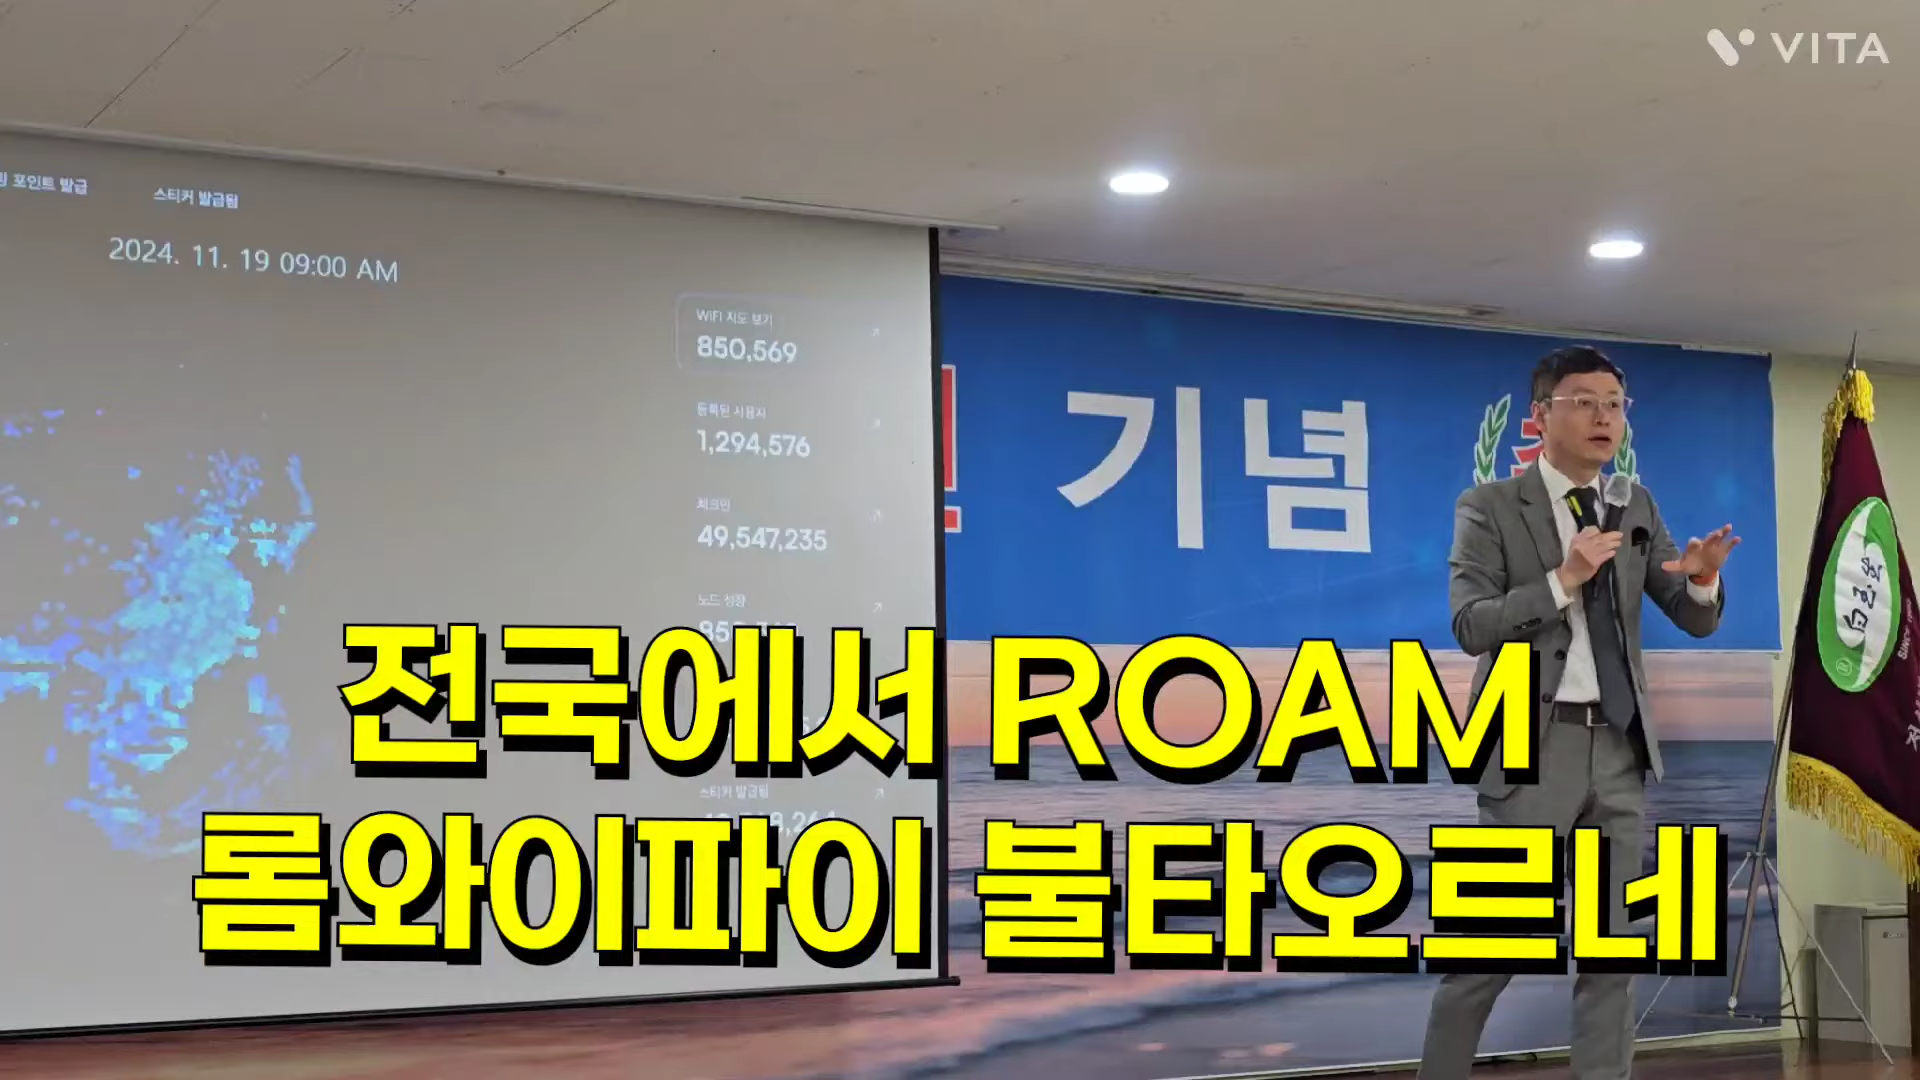 VITA
포인트 발급
스티커 발급됨
2024. 11. 19 09:00 AM
WiFi 지도 보기
850,569
등록된 사용자
1,294,576
체크인
49,547,235
노드 성장
기념
전국에서 ROAM
스티커 발급됨
롬와이파이 불타오르네